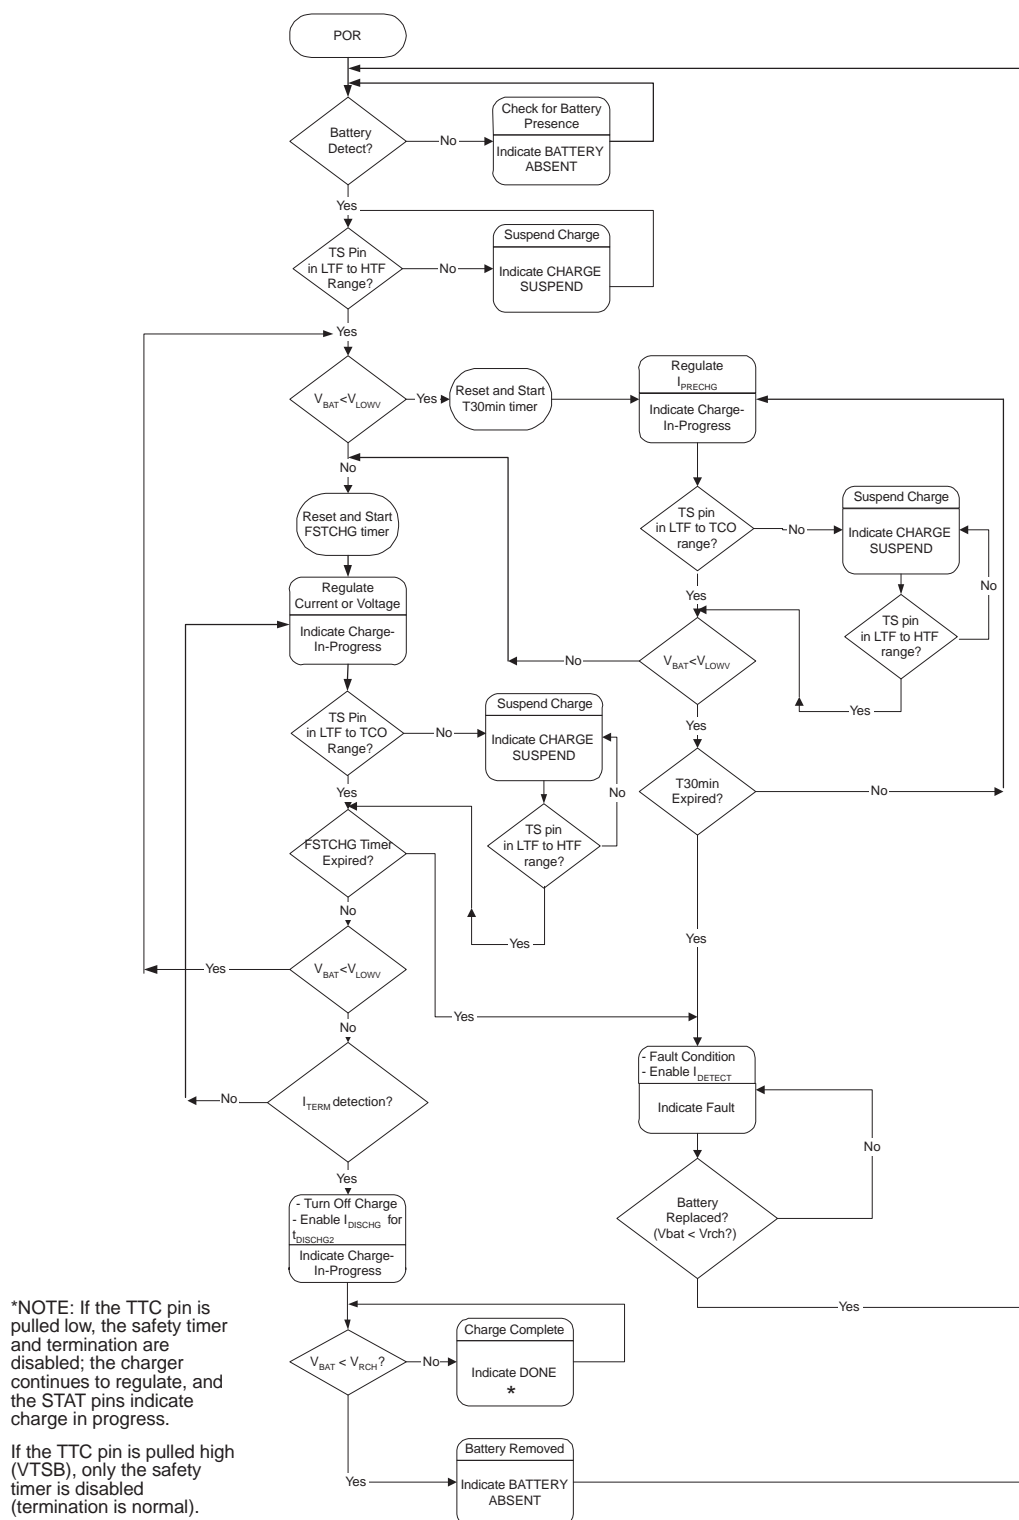 POR
Battery
Detect?
No
Check for Battery
Presence
Indicate BATTERY
ABSENT
Yes
TS Pin
in LTF to HTF
Range?
No
Suspend Charge
Indicate CHARGE
SUSPEND
Yes
VBAT<VLOWV
Yes
Reset and Start
T30min timer
Regulate
IPRECHG
Indicate Charge-
In-Progress
No
Reset and Start
FSTCHG timer
TS pin
in LTF to TCO
range?
No
Suspend Charge
Indicate CHARGE
SUSPEND
No
TS pin
in LTF to HTF
range?
Yes
Yes
Regulate
Current or Voltage
Indicate Charge-
In-Progress
VBAT<VLOWV
No
Yes
TS Pin
in LTF to TCO
Range?
No
Suspend Charge
Indicate CHARGE
SUSPEND
No
TS pin
in LTF to HTF
range?
Yes
T30min
Expired?
No
Yes
Yes
FSTCHG Timer
Expired?
Yes
No
VBAT<VLOWV
Yes
No
ITERM detection?
No
Yes
- Fault Condition
- Enable IDETECT
Indicate Fault
No
Battery
Replaced?
(Vbat < Vrch?)
Yes
- Turn Off Charge
- Enable IDISCHG for
tDISCHG2
Indicate Charge-
In-Progress
VBAT < VRCH?
No
Charge Complete
Indicate DONE
*
Yes
Battery Removed
Indicate BATTERY
ABSENT
*NOTE: If the TTC pin is
pulled low, the safety timer
and termination are
disabled; the charger
continues to regulate, and
the STAT pins indicate
charge in progress.
If the TTC pin is pulled high
(VTSB), only the safety
timer is disabled
(termination is normal).